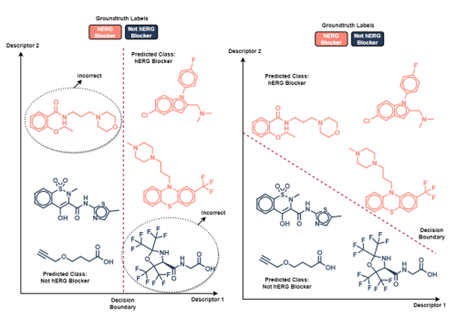 Groundtruth Labels
hERG
Blocker
Not hERG
Blocker
Descriptor 2
Predicted Class:
hERG Blocker
Incorrect
Incorrect
Predicted Class:
Not hERG Blocker
Decision
Boundary
Descriptor 1
Groundtruth Labels
hERG
Blocker
Not hERG
Blocker
Descriptor 2
Predicted Class:
hERG Blocker
Decision
Boundary
Predicted Class:
Not hERG Blocker
Descriptor 1